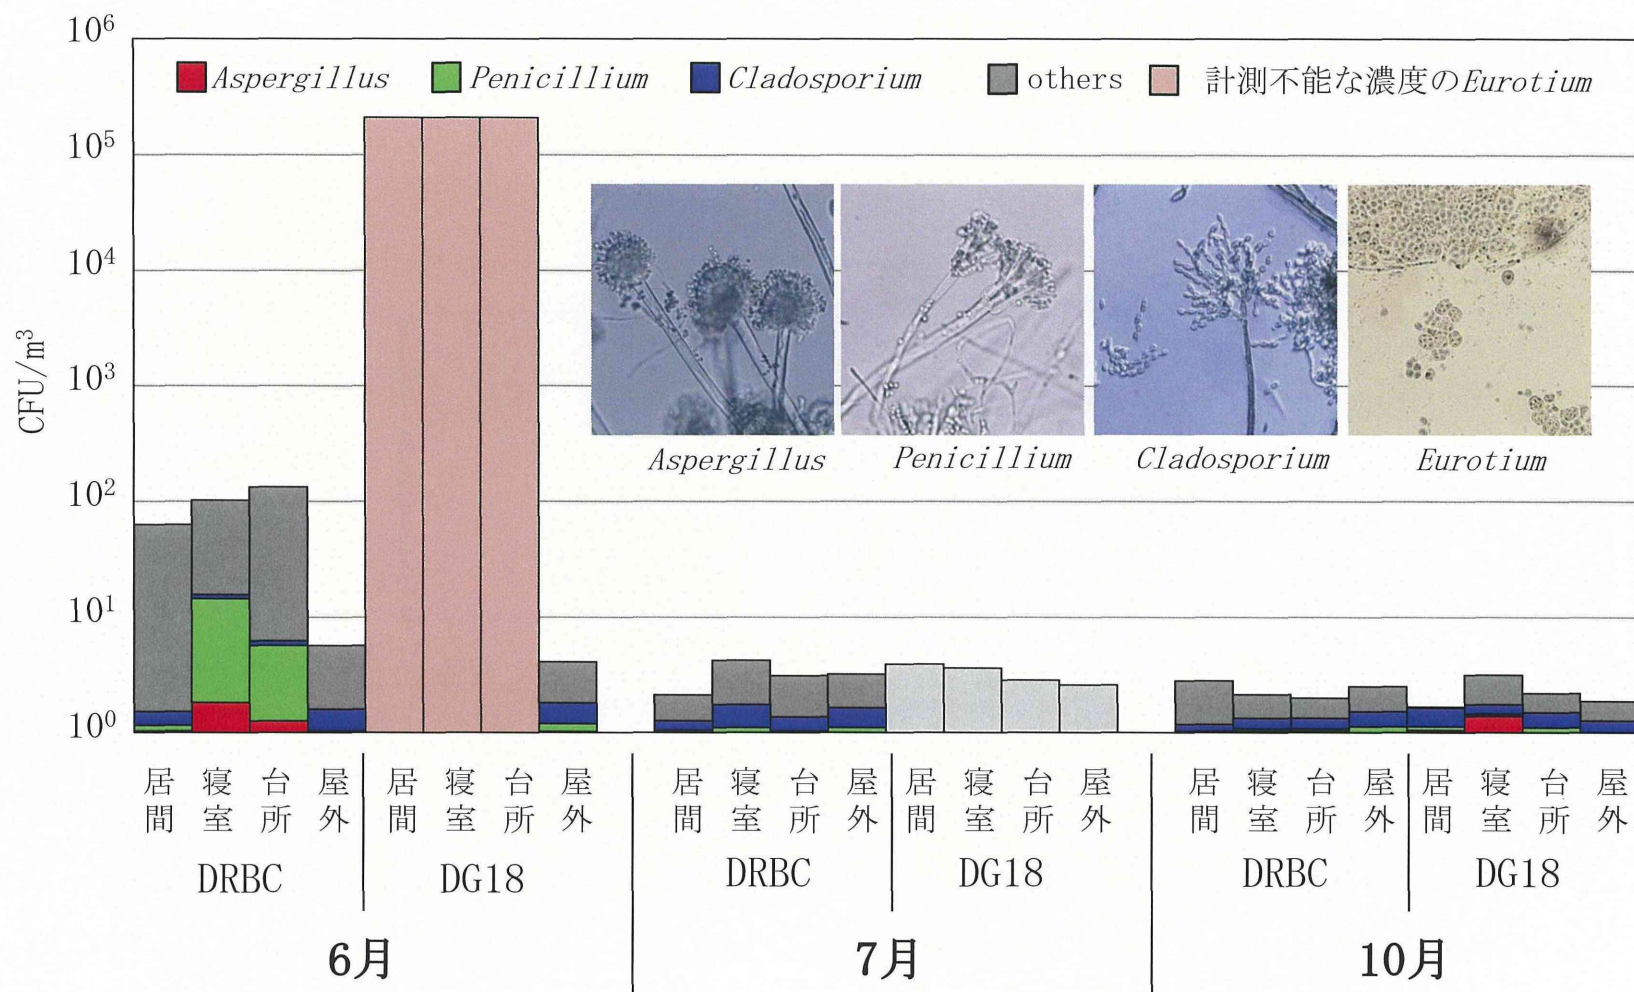 10⁶
Aspergillus Penicillium Cladosporium others 計測不能な濃度のEurotium
10⁵
10⁴
10³
10²
10¹
10⁰
CFU/m³
Aspergillus Penicillium Cladosporium Eurotium
居間 寝室 台所 屋外 居間 寝室 台所 屋外 居間 寝室 台所 屋外 居間 寝室 台所 屋外 居間 寝室 台所 屋外 居間 寝室 台所 屋外
DRBC DG18 DRBC DG18 DRBC DG18
6月 7月 10月